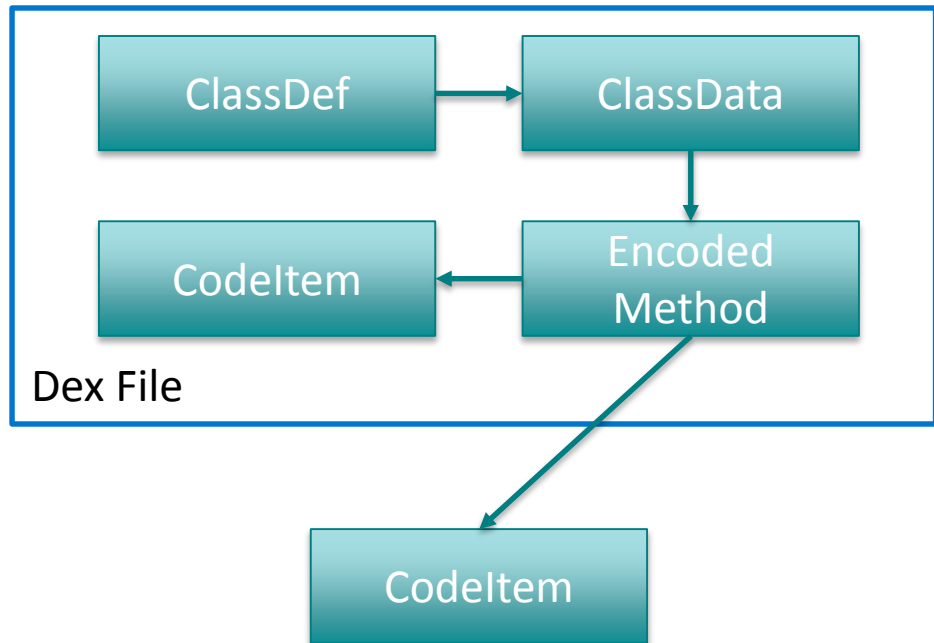 ClassDef
ClassData
CodeItem
Encoded
Method
Dex File
CodeItem